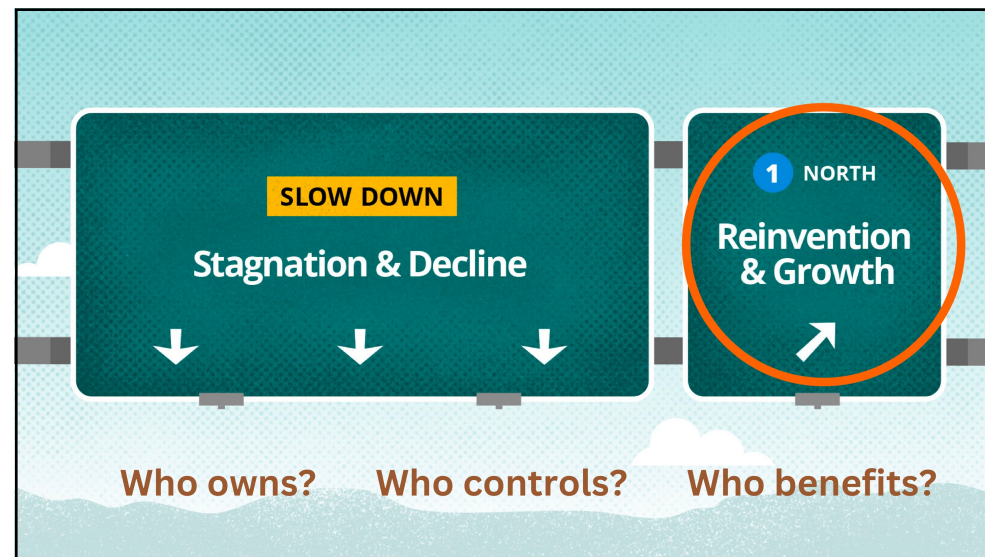 SLOW DOWN
Stagnation & Decline
1 NORTH
Reinvention
& Growth
Who owns? Who controls? Who benefits?